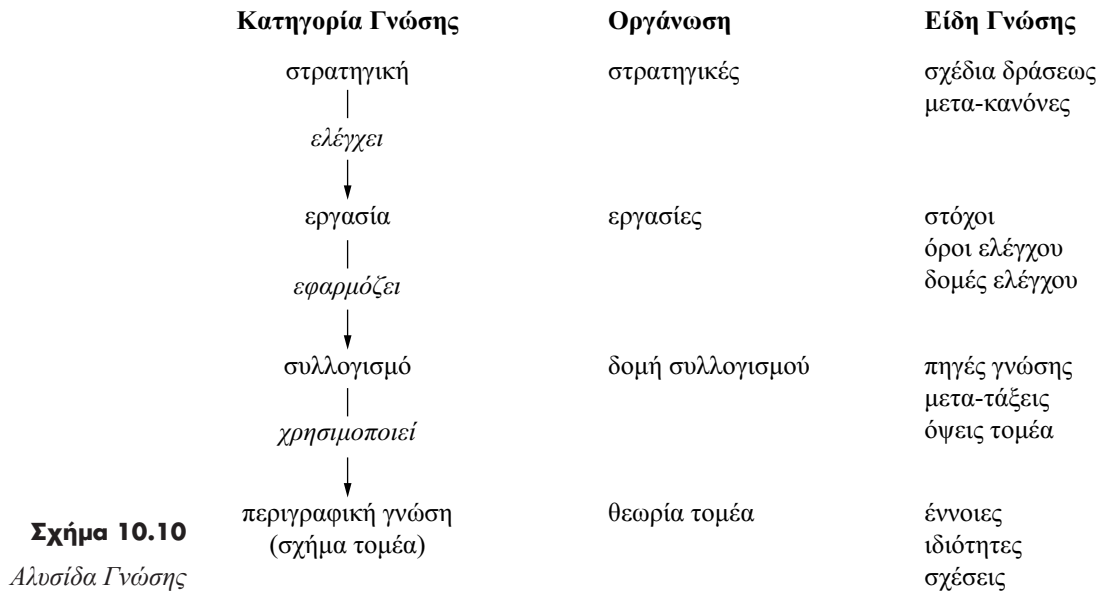 Κατηγορία Γνώσης Οργάνωση Είδη Γνώσης
στρατηγική στρατηγικές σχέδια δράσεως
μετα-κανόνες
ελέγχει
εργασία εργασίες στόχοι
όροι ελέγχου
εφαρμόζει δομές ελέγχου
συλλογισμό δομή συλλογισμού πηγές γνώσης
μετα-τάξεις
χρησιμοποιεί όψεις τομέα
περιγραφική γνώση θεωρία τομέα έννοιες
Σχήμα 10.10 (σχήμα τομέα) ιδιότητες
Αλυσίδα Γνώσης σχέσεις